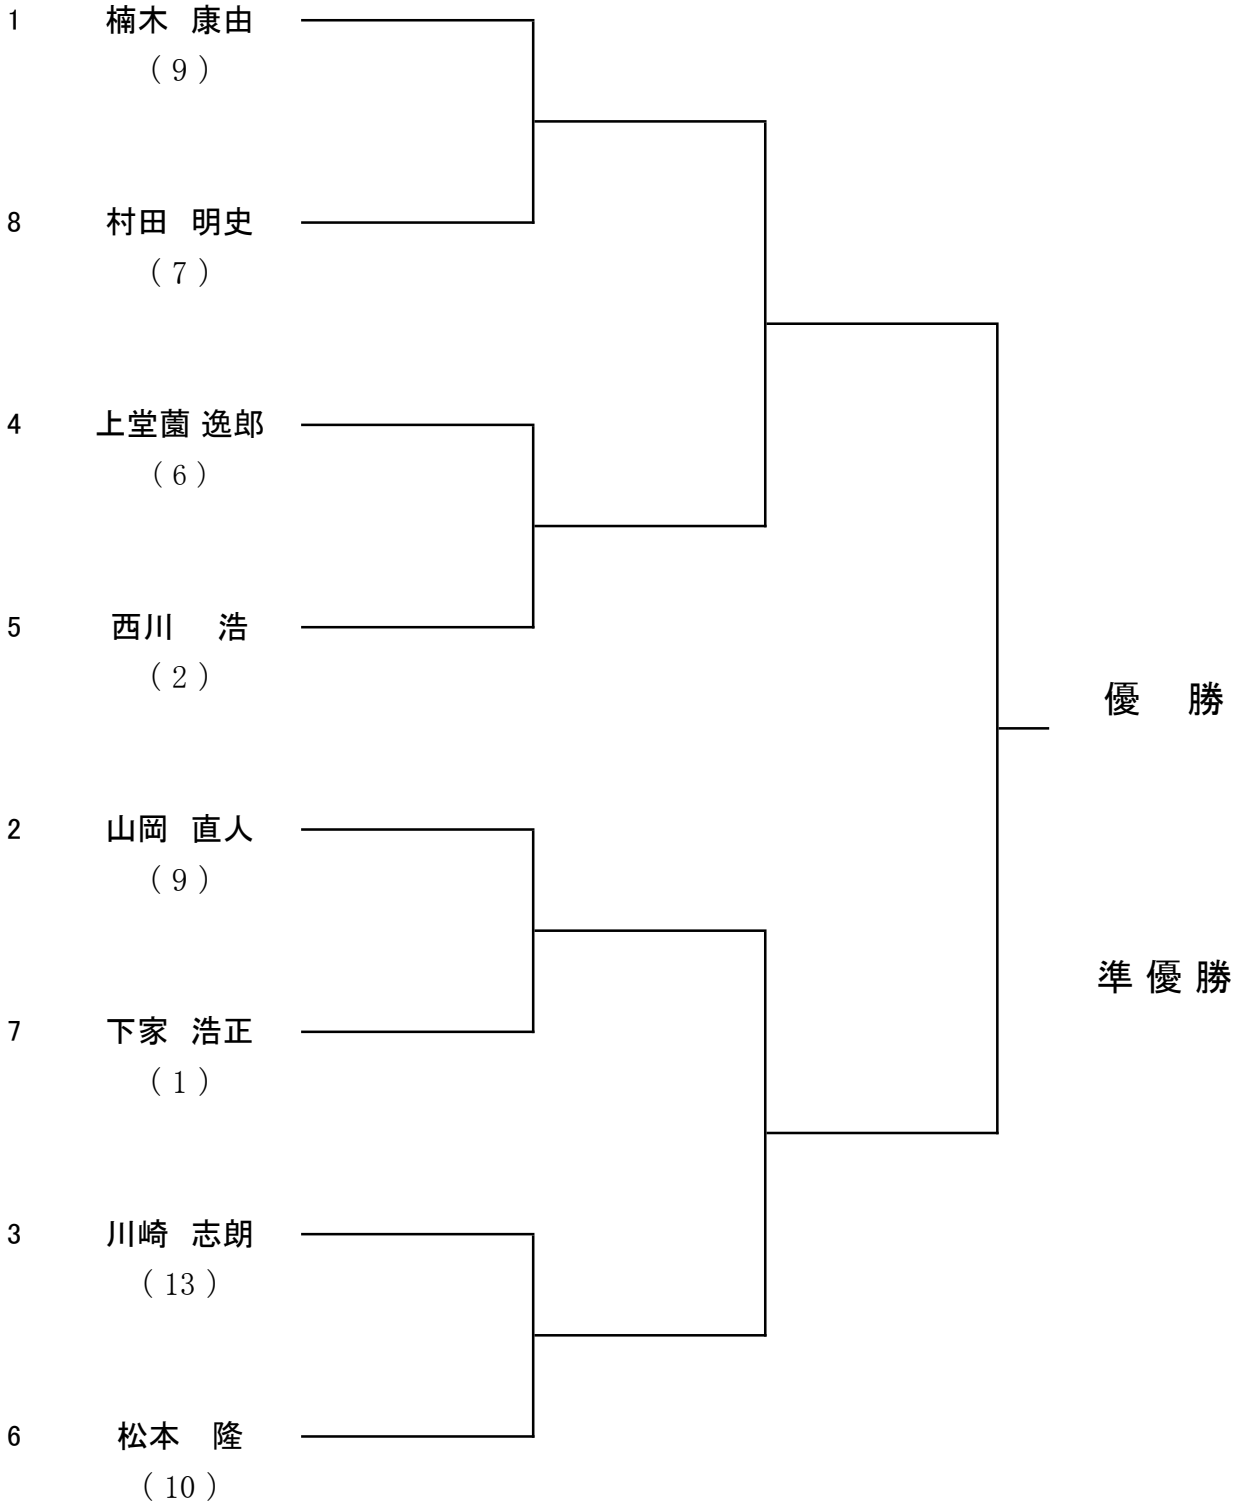 1 楠木 康由
( 9 )
8 村田 明史
( 7 )
4 上堂薗 逸郎
( 6 )
5 西川 浩
( 2 )
優 勝
2 山岡 直人
( 9 )
準 優 勝
7 下家 浩正
( 1 )
3 川崎 志朗
( 13 )
6 松本 隆
( 10 )